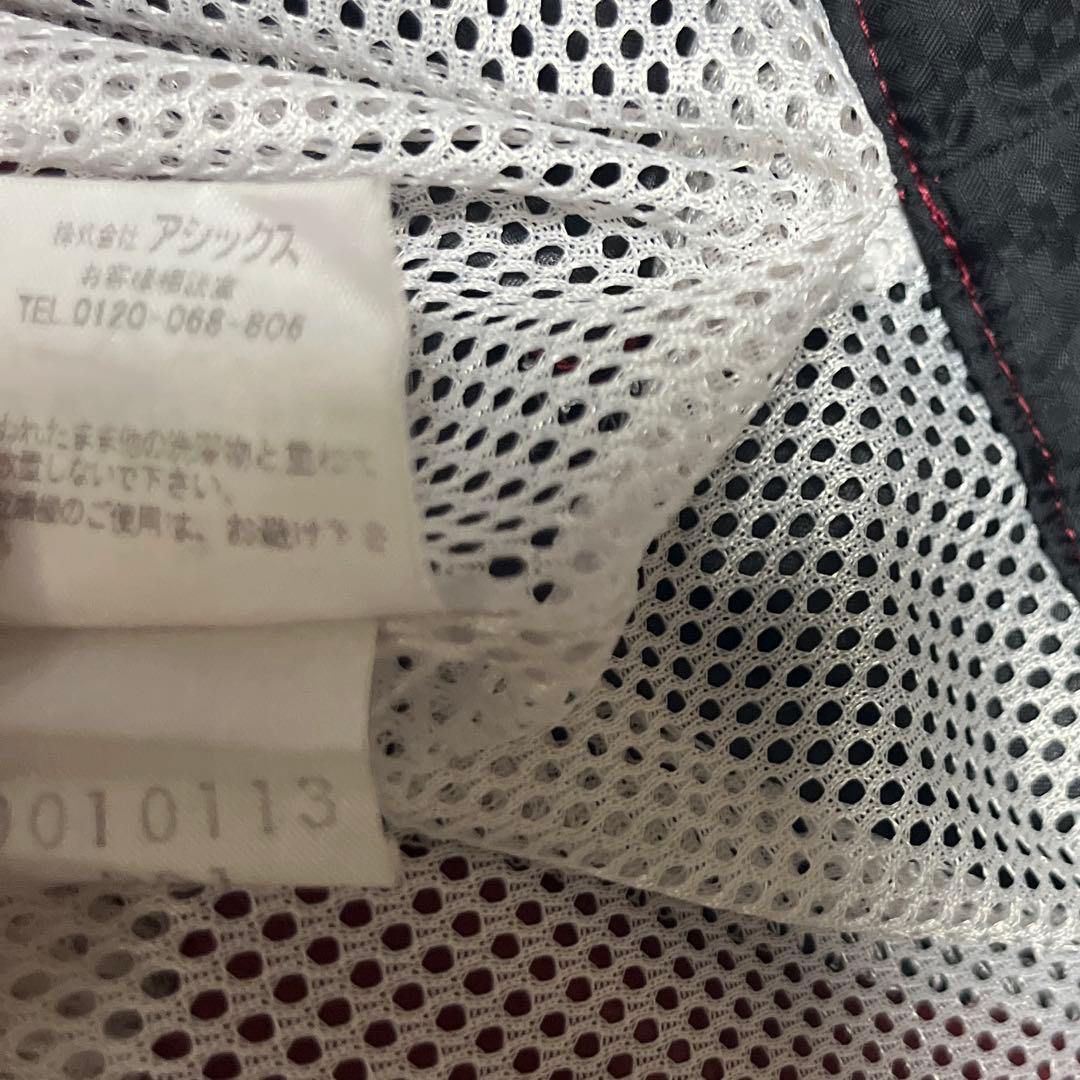 株式会社 アシックス
お客様相談室
TEL.0120-068-806
われたまま他の洗濯物と重ねて
放置しないで下さい。
乾燥機のご使用は、お避け下さ
0010113